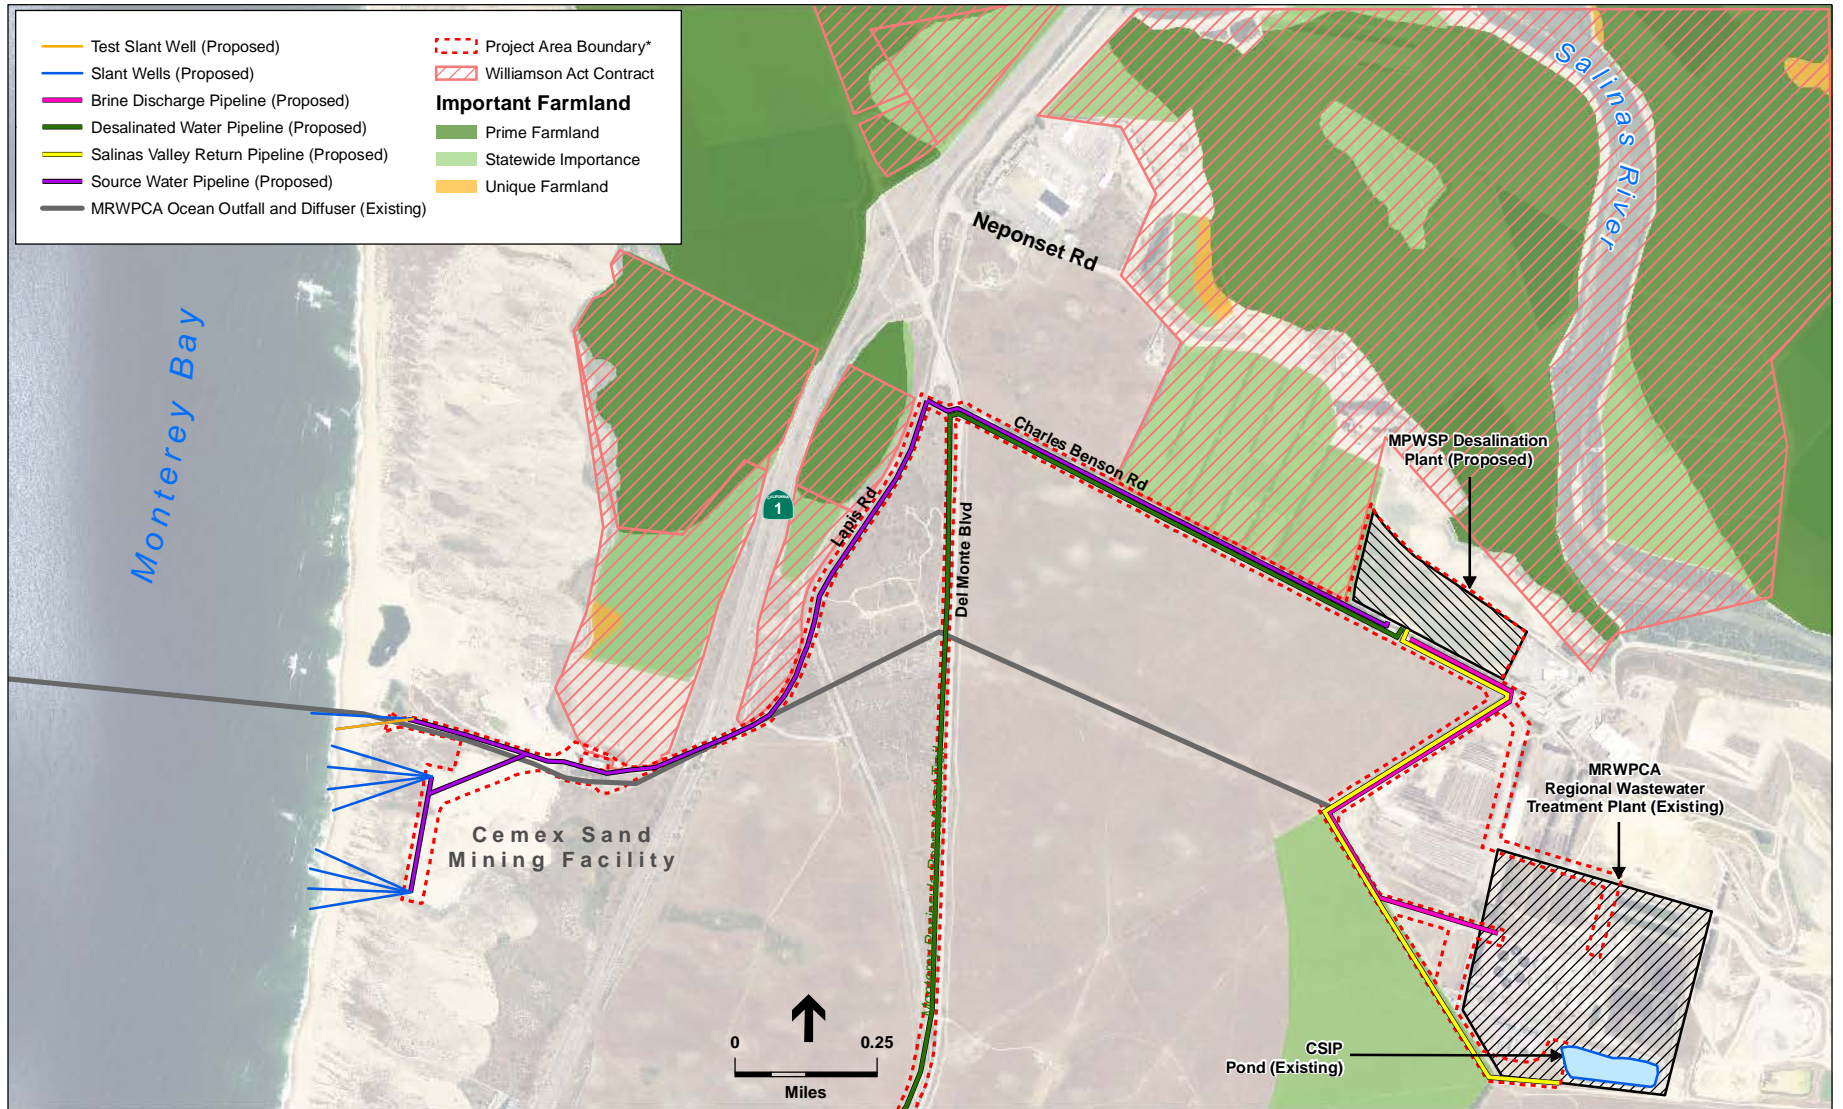 Test Slant Well (Proposed)
Slant Wells (Proposed)
Brine Discharge Pipeline (Proposed)
Desalinated Water Pipeline (Proposed)
Salinas Valley Return Pipeline (Proposed)
Source Water Pipeline (Proposed)
MRWPCA Ocean Outfall and Diffuser (Existing)
Project Area Boundary*
Williamson Act Contract
Important Farmland
Prime Farmland
Statewide Importance
Unique Farmland
Salinas River
Neponset Rd
Monterey Bay
Charles Benson Rd
MPWSP Desalination
Plant (Proposed)
CALIFORNIA
1
Lapis Rd
Del Monte Blvd
MRWPCA
Regional Wastewater
Treatment Plant (Existing)
Cemex Sand
Mining Facility
CSIP
Pond (Existing)
0
0.25
Miles